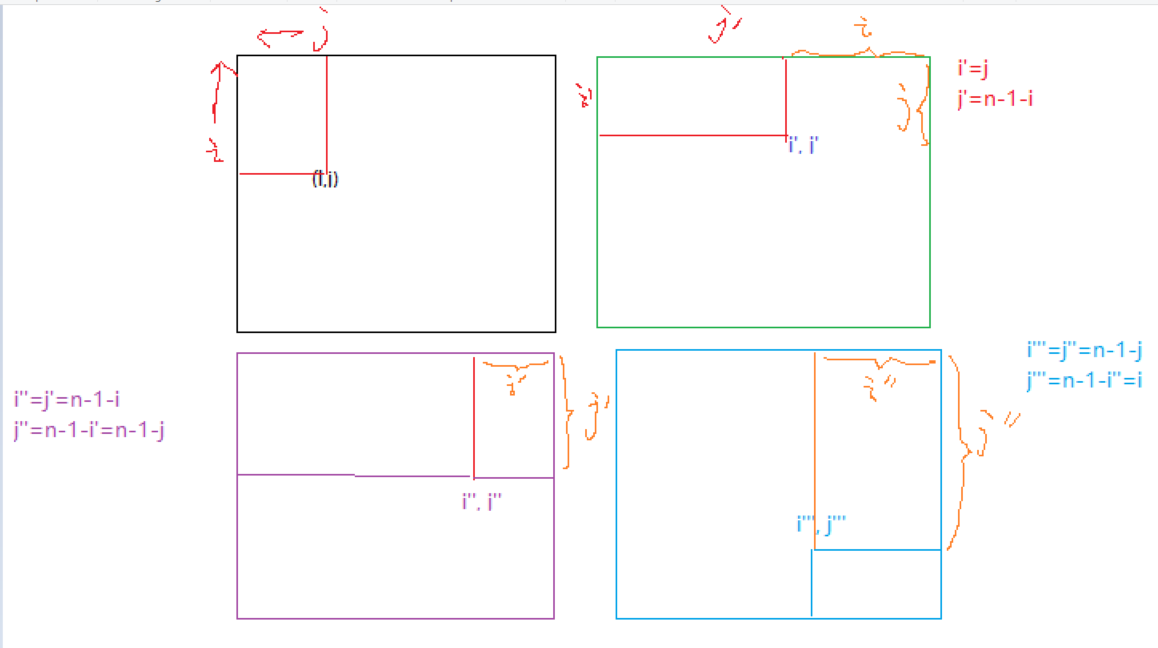 j
i
(i,j)
j'
i
i'
j
i', j'
i'=j
j'=n-1-i
i''=j'=n-1-i
j''=n-1-i'=n-1-j
i'
j'
i'', j''
i'''=j''=n-1-j
j'''=n-1-i''=i
i''
j''
i''', j'''